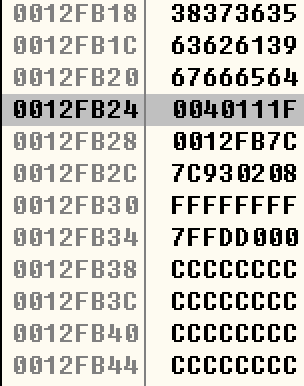 0012FB18 38373635
0012FB1C 63626139
0012FB20 67666564
0012FB24 0040111F
0012FB28 0012FB7C
0012FB2C 7C930208
0012FB30 FFFFFFFF
0012FB34 7FFDD000
0012FB38 CCCCCCCC
0012FB3C CCCCCCCC
0012FB40 CCCCCCCC
0012FB44 CCCCCCCC